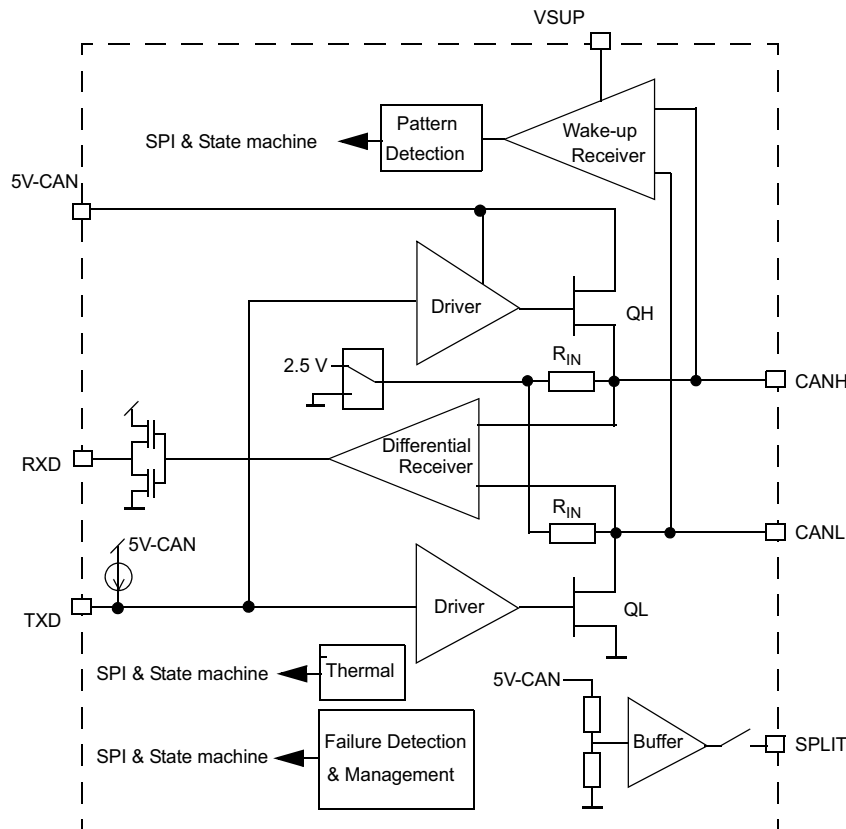 VSUP
SPI & State machine
Pattern
Detection
Wake-up
Receiver
5V-CAN
Driver
QH
2.5 V
RIN
CANH
RXD
Differential
Receiver
RIN
CANL
5V-CAN
TXD
Driver
QL
SPI & State machine
Thermal
5V-CAN
SPI & State machine
Failure Detection
& Management
Buffer
SPLIT